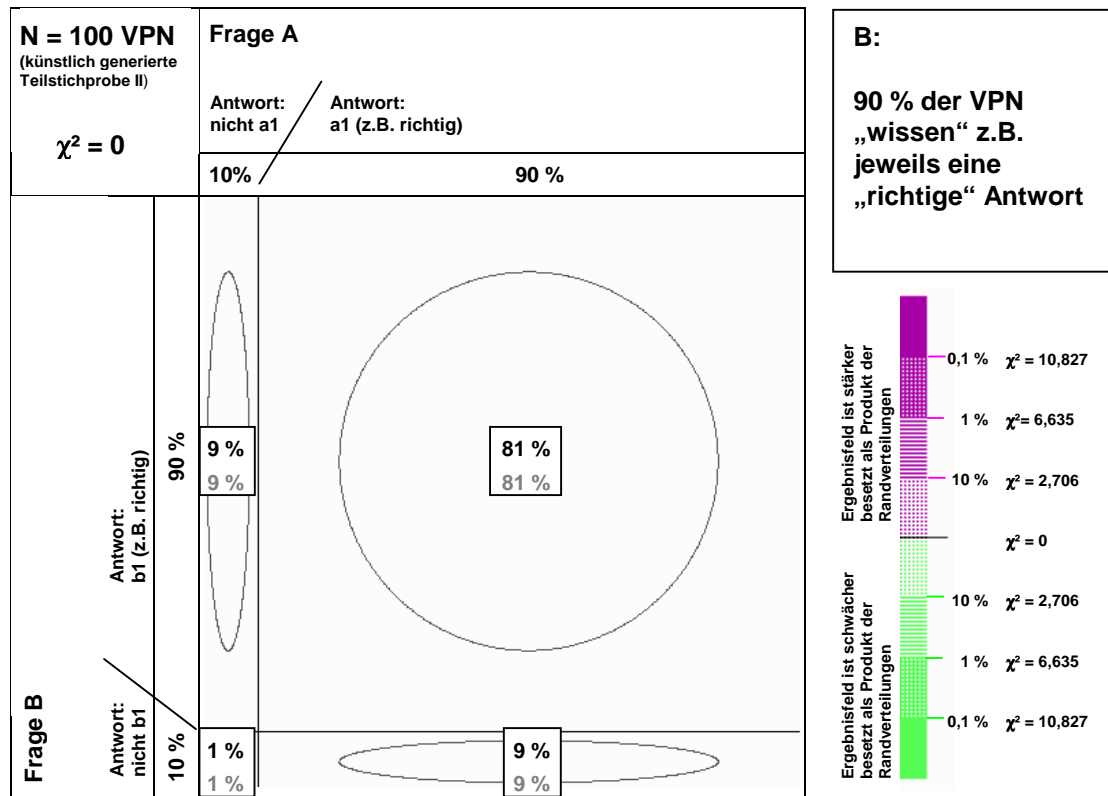 N = 100 VPN
(künstlich generierte
Teilstichprobe II)
χ² = 0
Frage A
Antwort:
nicht a1
Antwort:
a1 (z.B. richtig)
10%
90 %
Frage B
Antwort:
b1 (z.B. richtig)
90 %
Antwort:
nicht b1
10 %
9 %
9 %
81 %
81 %
1 %
1 %
9 %
9 %
B:
90 % der VPN
„wissen“ z.B.
jeweils eine
„richtige“ Antwort
Ergebnisfeld ist stärker
besetzt als Produkt der
Randverteilungen
Ergebnisfeld ist schwächer
besetzt als Produkt der
Randverteilungen
0,1 % χ² = 10,827
1 % χ²= 6,635
10 % χ² = 2,706
χ² = 0
10 % χ² = 2,706
1 % χ² = 6,635
0,1 % χ² = 10,827